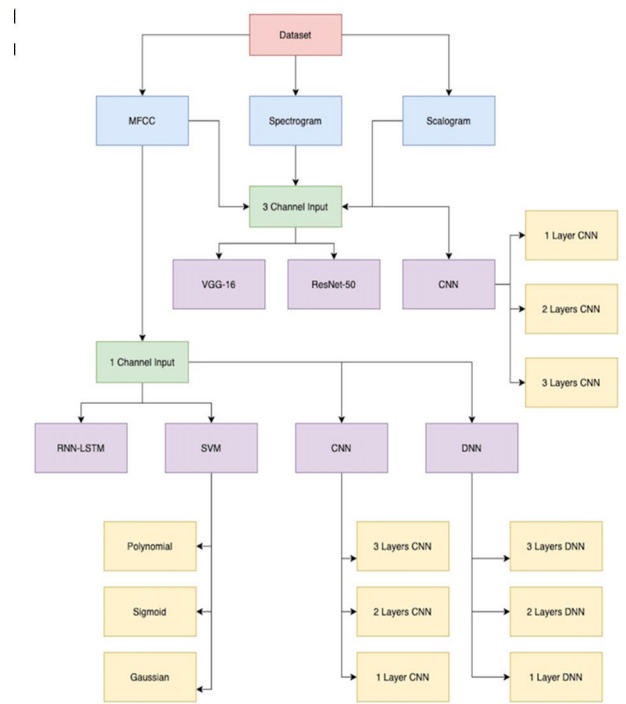 Dataset
MFCC
Spectrogram
Scalogram
3 Channel Input
1 Layer CNN
VGG-16
ResNet-50
CNN
2 Layers CNN
1 Channel Input
3 Layers CNN
RNN-LSTM
SVM
CNN
DNN
Polynomial
3 Layers CNN
3 Layers DNN
Sigmoid
2 Layers CNN
2 Layers DNN
Gaussian
1 Layer CNN
1 Layer DNN